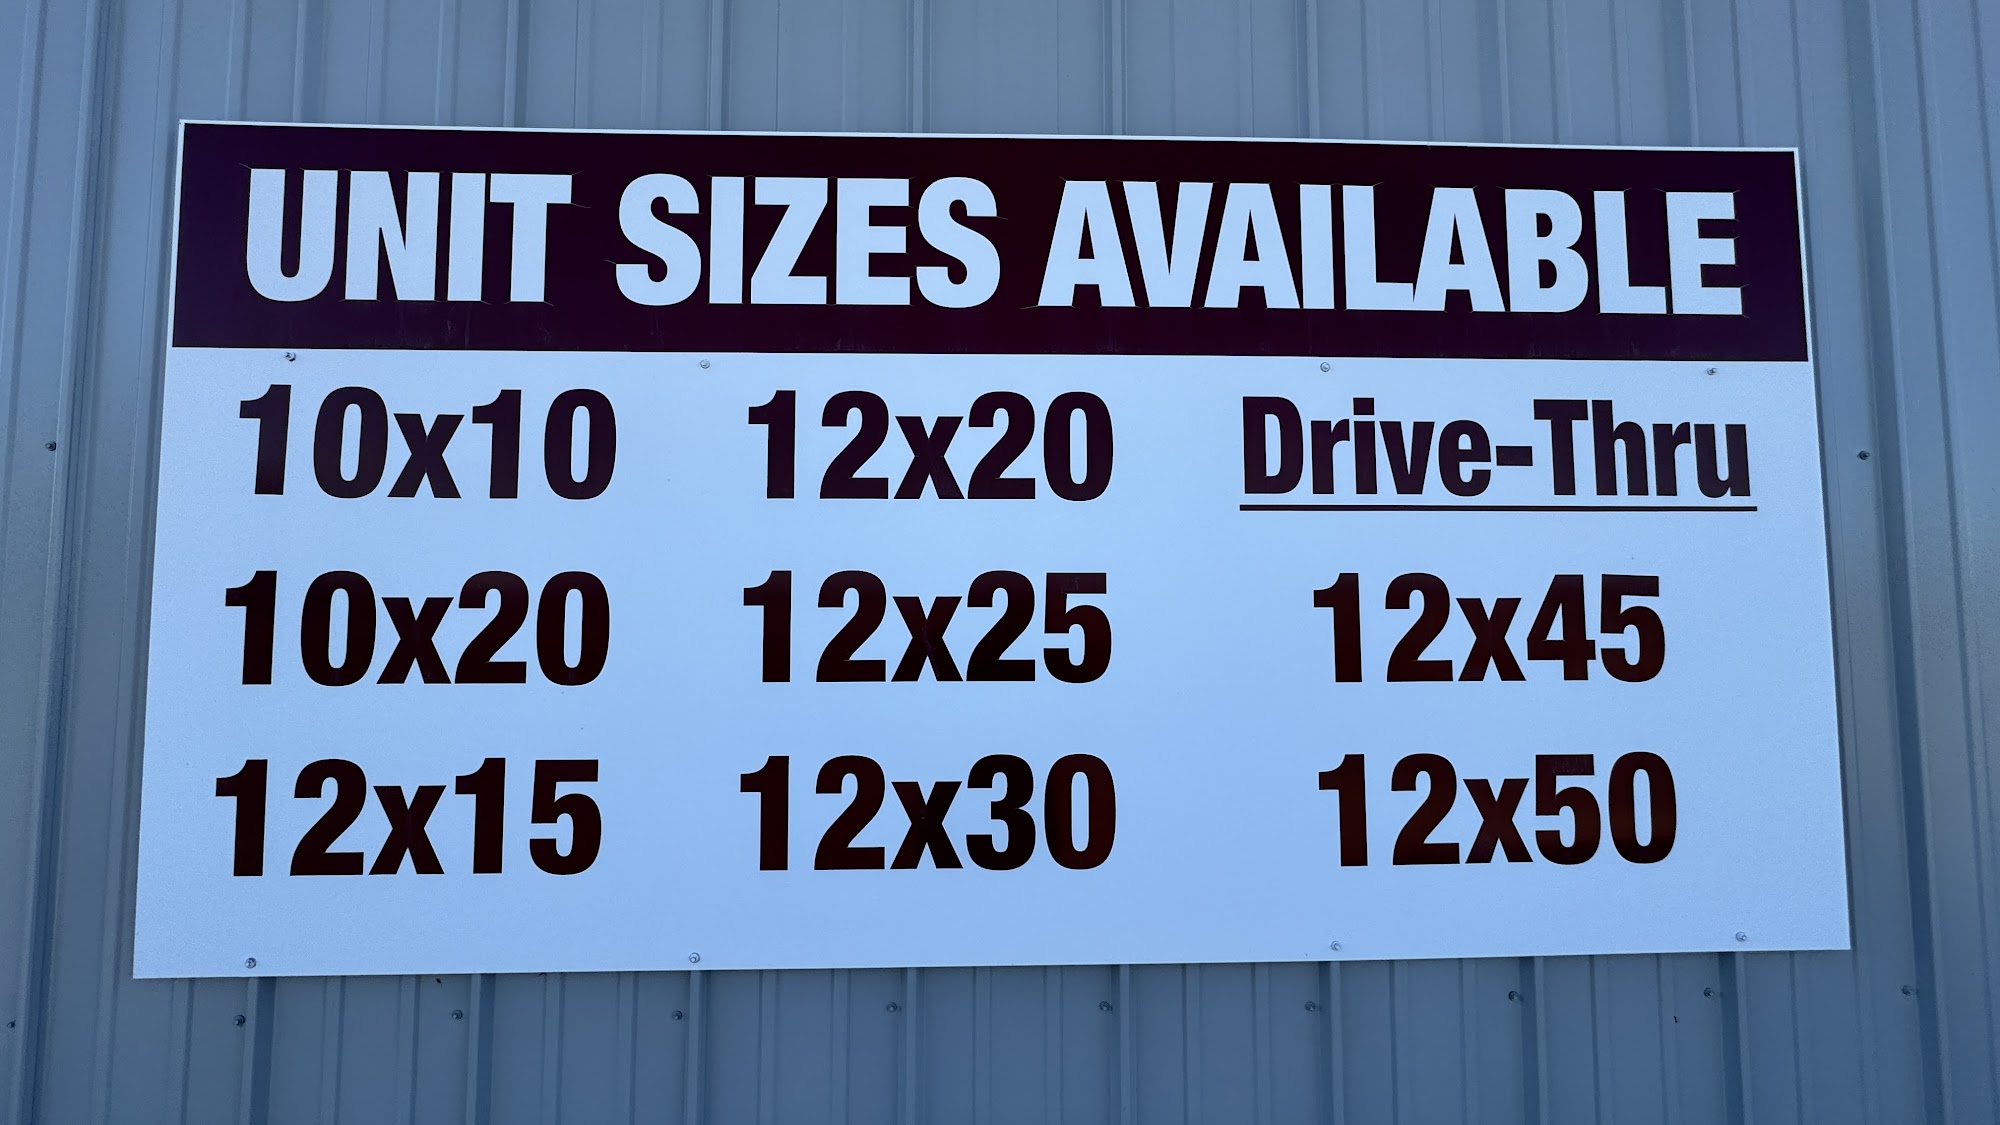 UNIT SIZES AVAILABLE
10x10 12x20 Drive-Thru
10x20 12x25 12x45
12x15 12x30 12x50